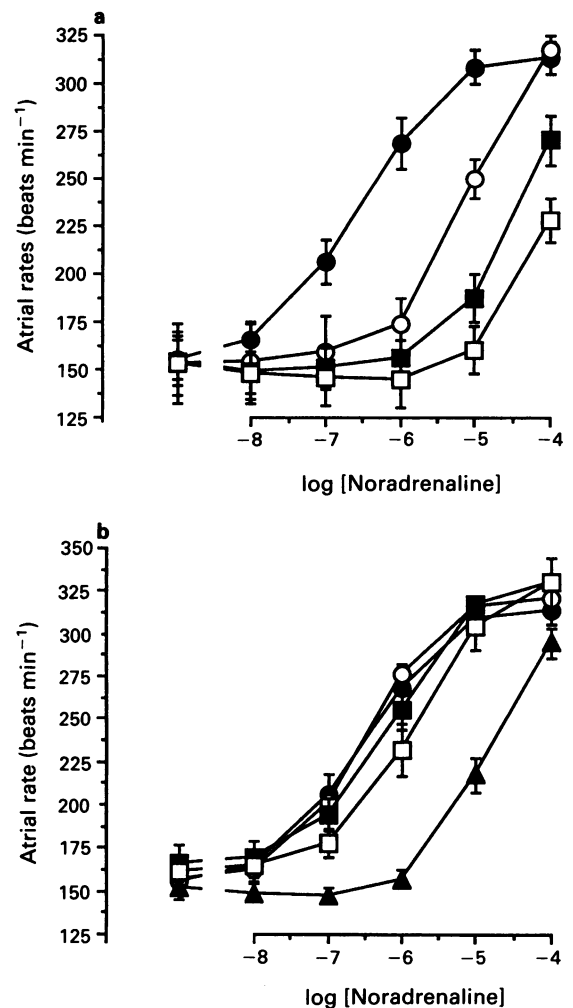 a
325
300
275
250
225
200
175
150
125
Atrial rates (beats min⁻¹)
−8 −7 −6 −5 −4
log [Noradrenaline]
b
350
325
300
275
250
225
200
175
150
125
Atrial rate (beats min⁻¹)
−8 −7 −6 −5 −4
log [Noradrenaline]